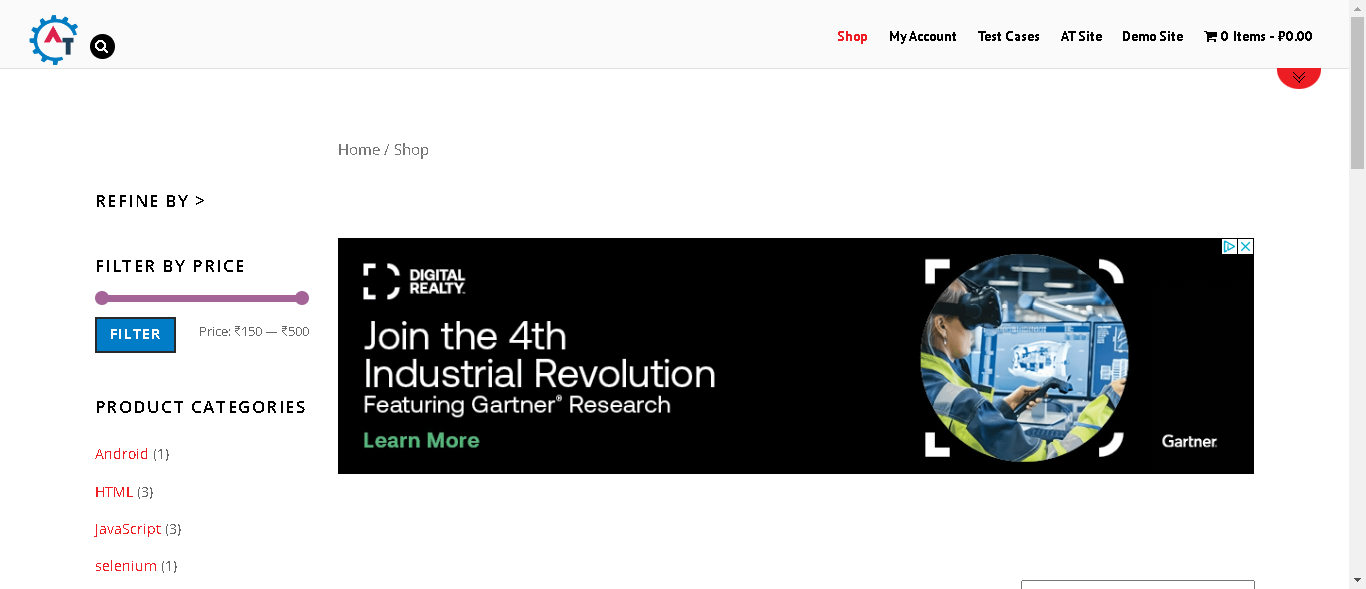 AT
Shop
My Account
Test Cases
AT Site
Demo Site
0 Items - ₽0.00
Home / Shop
REFINE BY >
FILTER BY PRICE
FILTER
Price: ₹150 — ₹500
PRODUCT CATEGORIES
Android (1)
HTML (3)
JavaScript (3)
selenium (1)
DIGITAL
REALTY
Join the 4th
Industrial Revolution
Featuring Gartner® Research
Learn More
Gartner